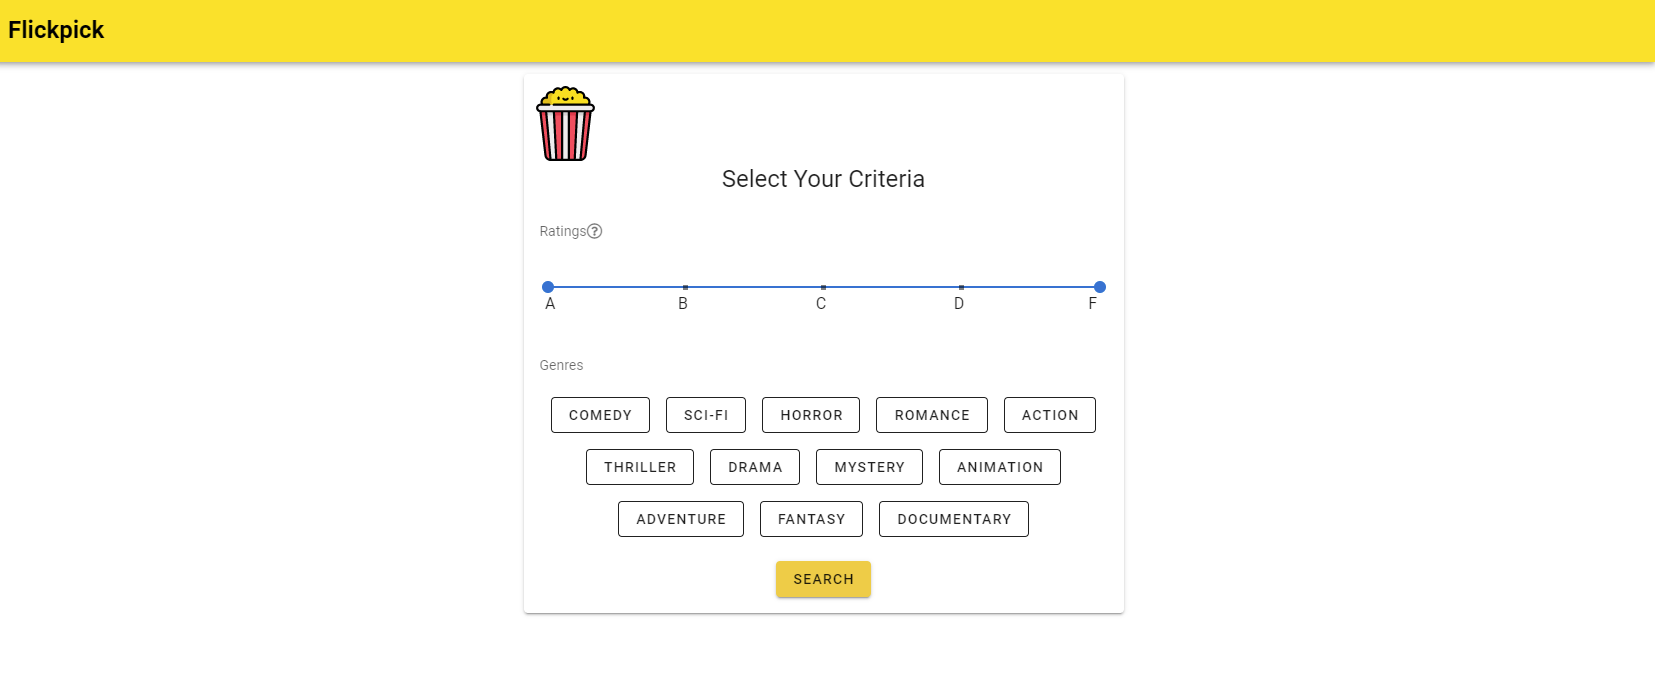 Flickpick
Select Your Criteria
Ratings?
A B C D F
Genres
COMEDY SCI-FI HORROR ROMANCE ACTION
THRILLER DRAMA MYSTERY ANIMATION
ADVENTURE FANTASY DOCUMENTARY
SEARCH